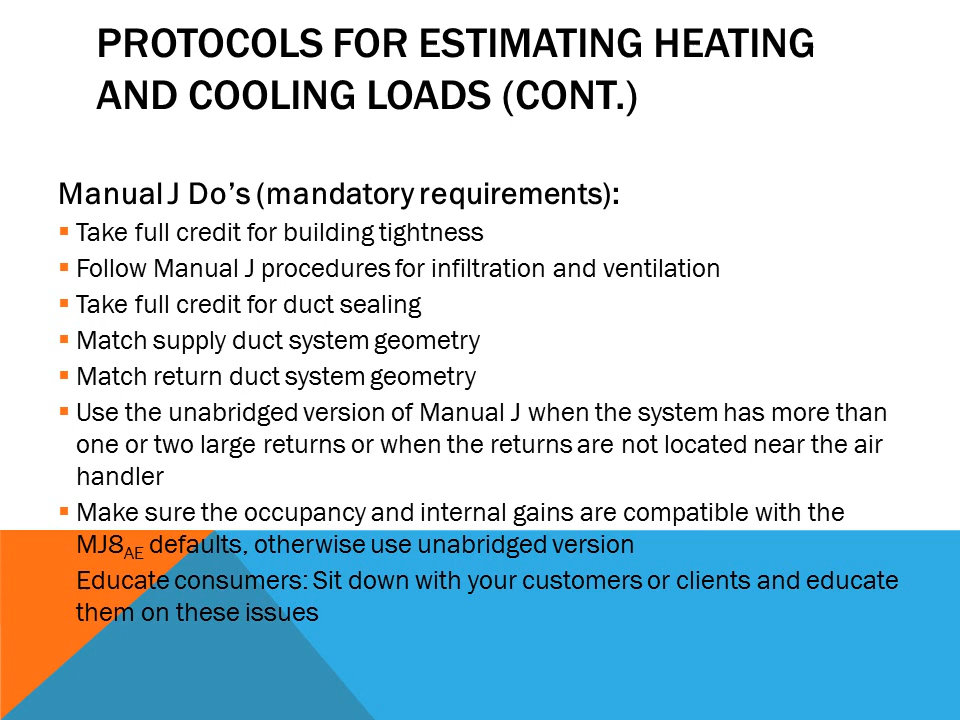 PROTOCOLS FOR ESTIMATING HEATING
AND COOLING LOADS (CONT.)
Manual J Do’s (mandatory requirements):
▪ Take full credit for building tightness
▪ Follow Manual J procedures for infiltration and ventilation
▪ Take full credit for duct sealing
▪ Match supply duct system geometry
▪ Match return duct system geometry
▪ Use the unabridged version of Manual J when the system has more than
one or two large returns or when the returns are not located near the air
handler
▪ Make sure the occupancy and internal gains are compatible with the
MJ8AE defaults, otherwise use unabridged version
Educate consumers: Sit down with your customers or clients and educate
them on these issues